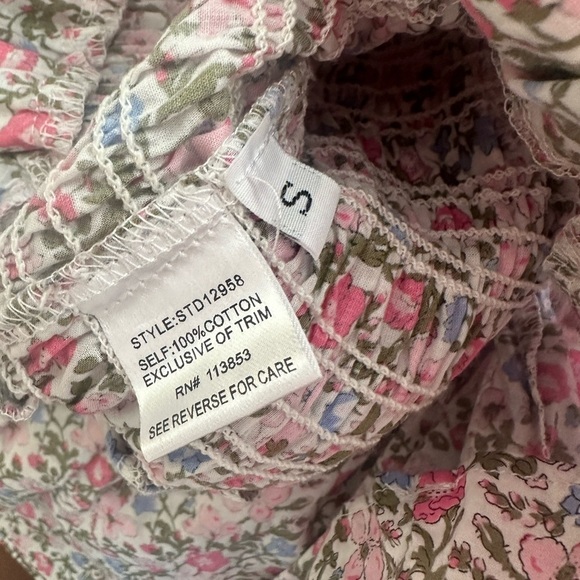 S
STYLE:STD12958
SELF:100%COTTON
EXCLUSIVE OF TRIM
RN# 113853
SEE REVERSE FOR CARE